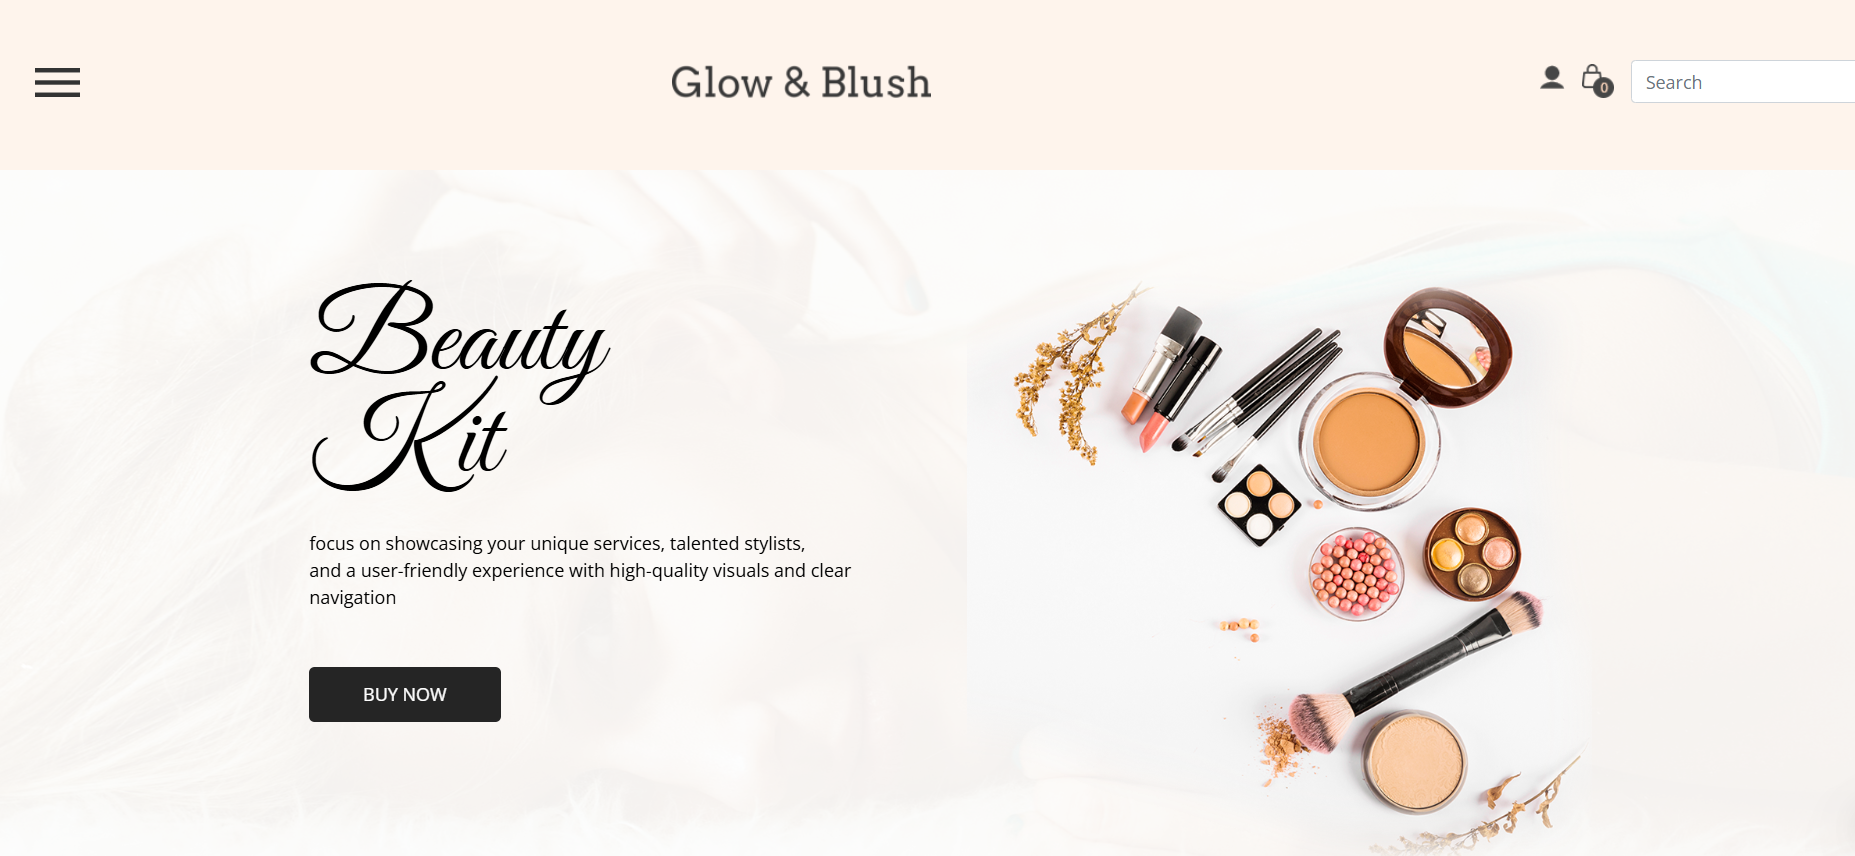 Glow & Blush
0
Search
Beauty
Kit
focus on showcasing your unique services, talented stylists,
and a user-friendly experience with high-quality visuals and clear
navigation
BUY NOW